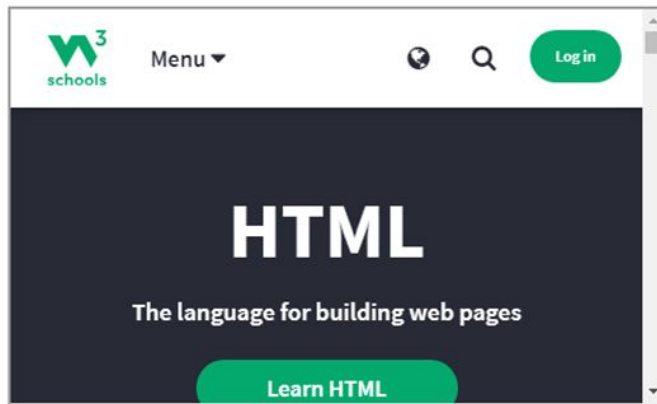 w3
schools
Menu
Log in
HTML
The language for building web pages
Learn HTML